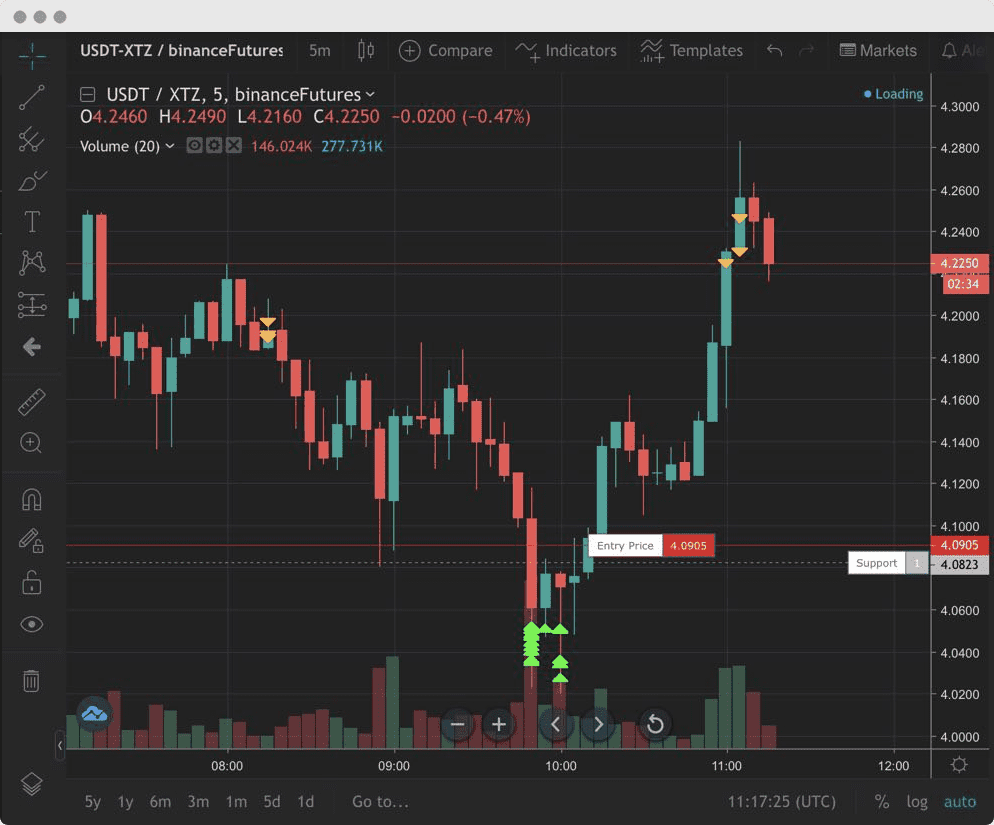 USDT-XTZ / binanceFutures 5m Compare Indicators Templates Markets Ale
USDT / XTZ, 5, binanceFutures
Loading
O4.2460 H4.2490 L4.2160 C4.2250 −0.0200 (−0.47%)
Volume (20) 146.024K 277.731K
4.3000
4.2800
4.2600
4.2400
4.2250
02:34
4.2000
4.1800
4.1600
4.1400
4.1200
4.1000
Entry Price 4.0905
4.0905
Support 1
4.0823
4.0600
4.0400
4.0200
4.0000
08:00 09:00 10:00 11:00 12:00
5y 1y 6m 3m 1m 5d 1d Go to... 11:17:25 (UTC) % log auto